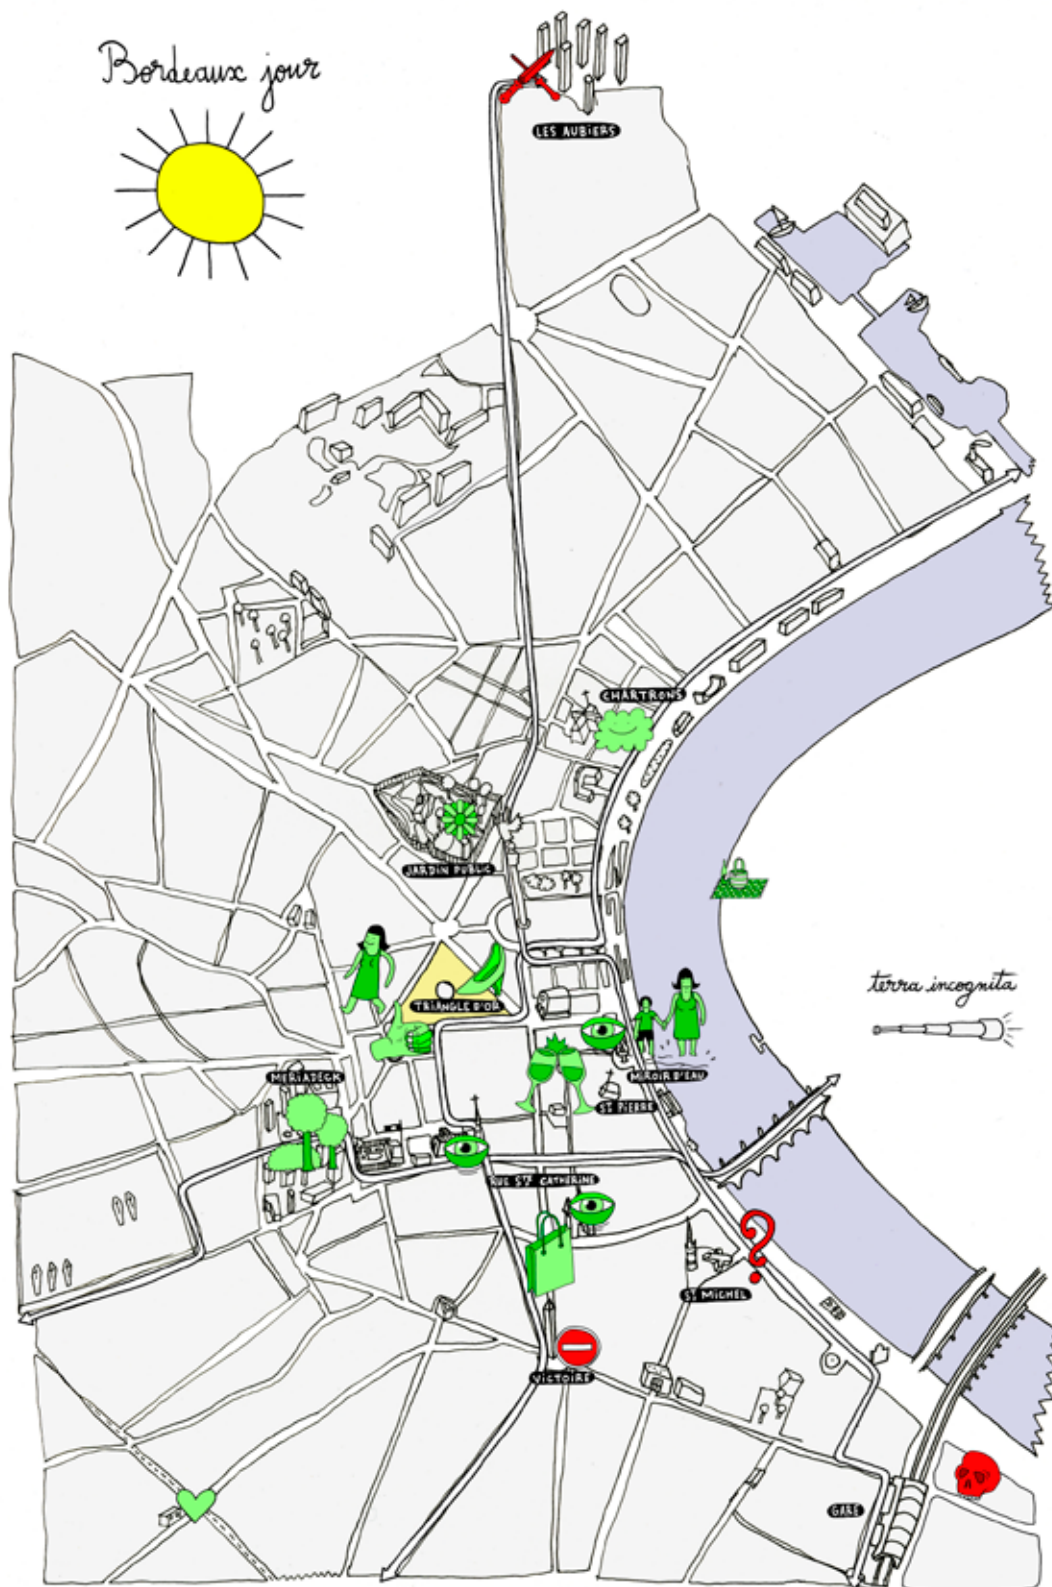 Bordeaux jour
LES AUBIERS
CHARTRONS
JARDIN PUBLIC
terra incognita
TRIANGLE D'OR
MERIADECK
MIROIR D'EAU
ST PIERRE
RUE STE CATHERINE
ST MICHEL
?
VICTOIRE
GARE